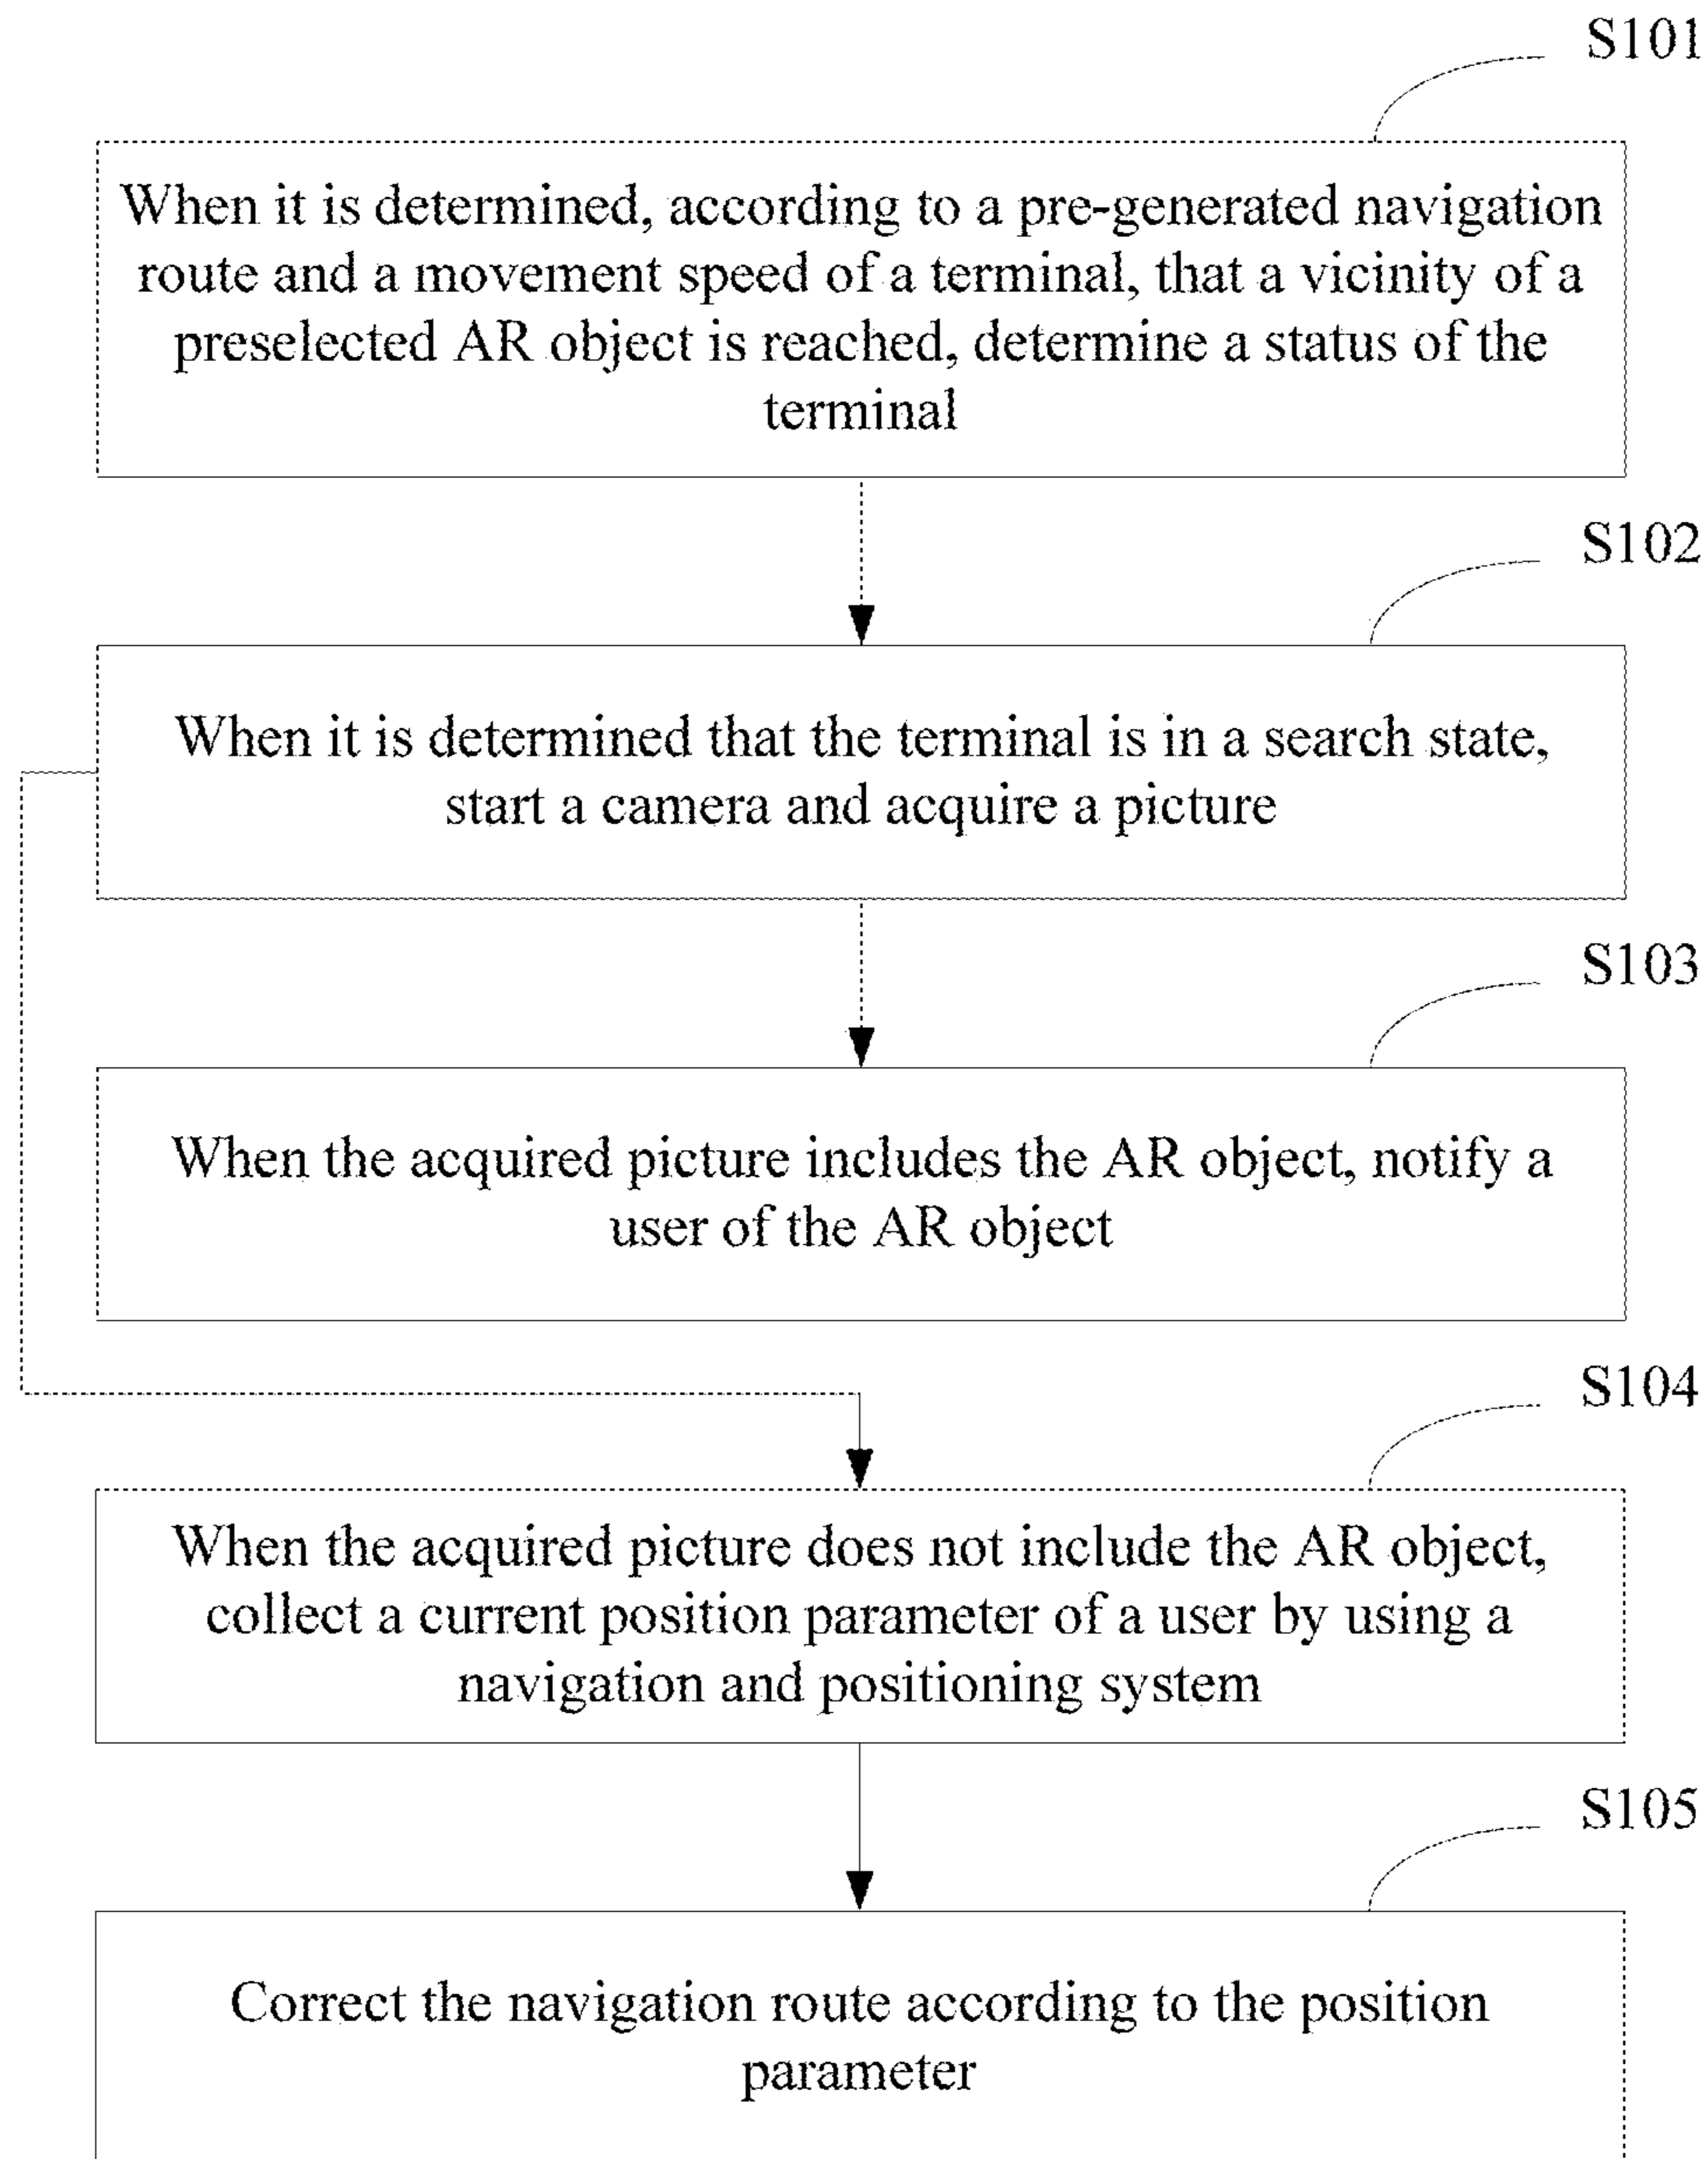 S101
When it is determined, according to a pre-generated navigation
route and a movement speed of a terminal, that a vicinity of a
preselected AR object is reached, determine a status of the
terminal
S102
When it is determined that the terminal is in a search state,
start a camera and acquire a picture
S103
When the acquired picture includes the AR object, notify a
user of the AR object
S104
When the acquired picture does not include the AR object,
collect a current position parameter of a user by using a
navigation and positioning system
S105
Correct the navigation route according to the position
parameter